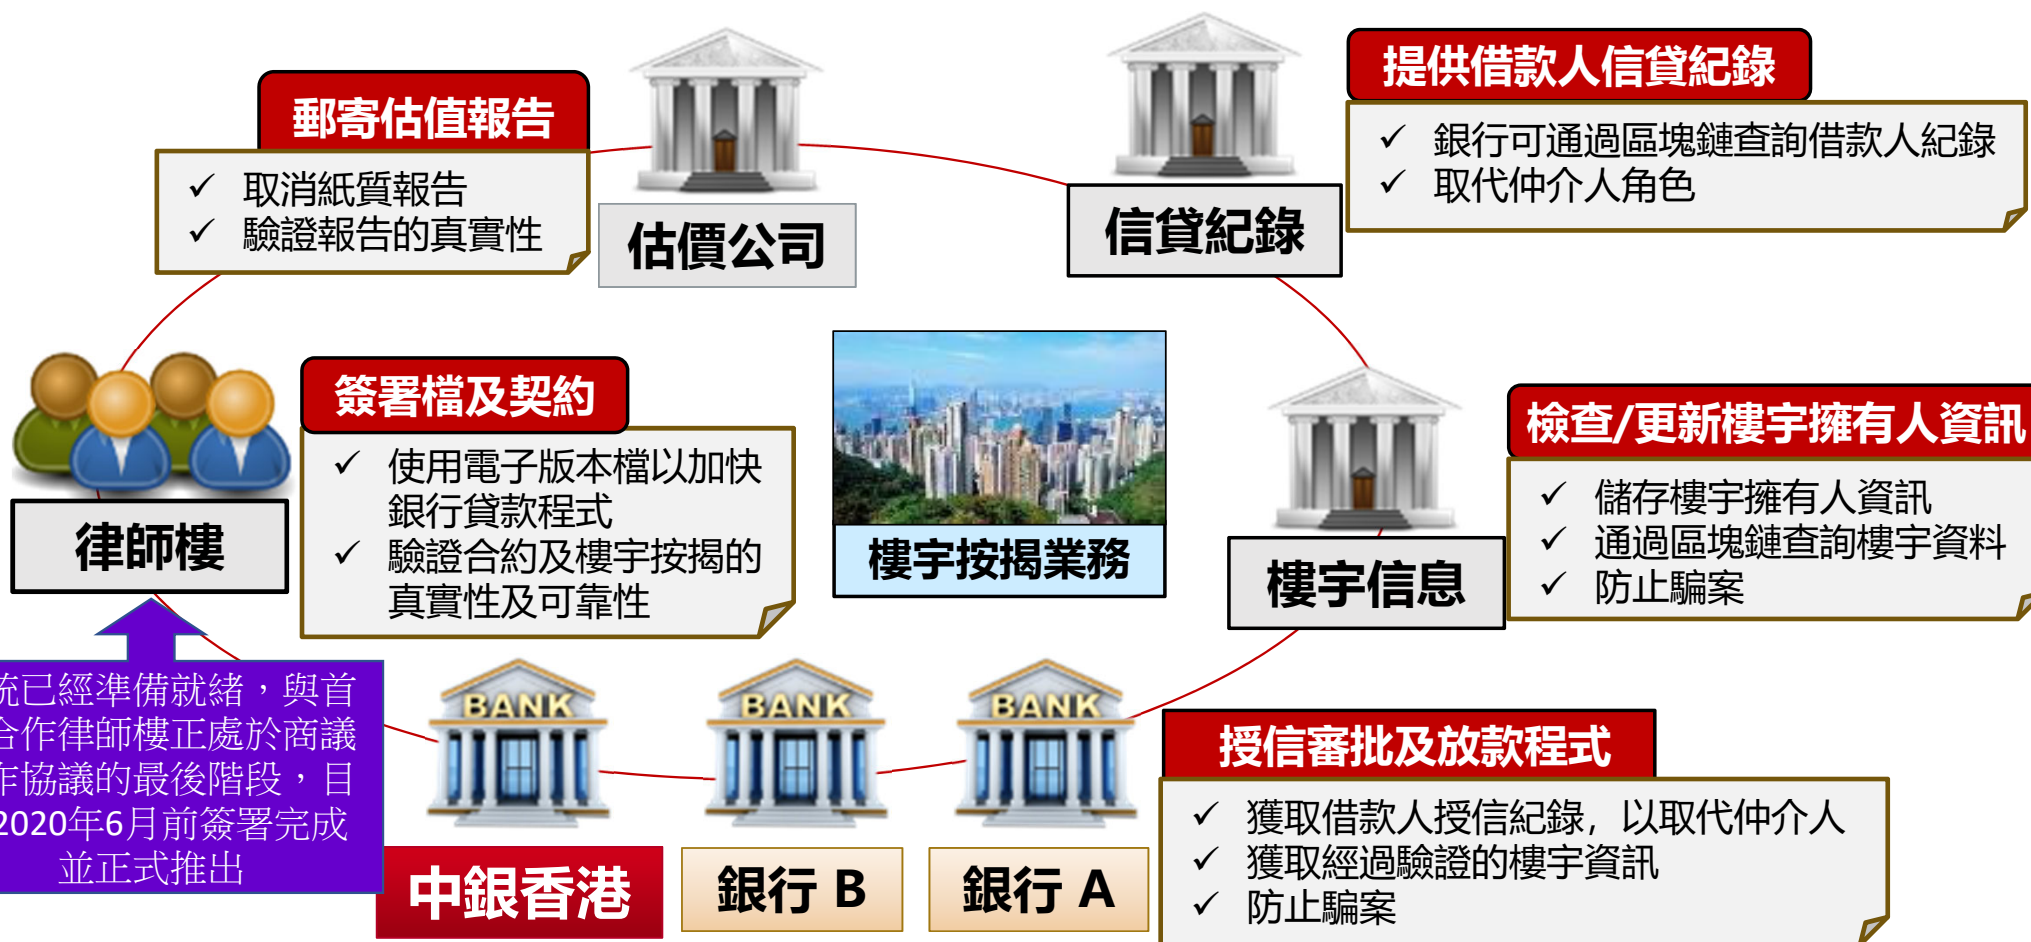 郵寄估值報告
✓ 取消紙質報告
✓ 驗證報告的真實性
估價公司
信貸紀錄
提供借款人信貸紀錄
✓ 銀行可通過區塊鏈查詢借款人紀錄
✓ 取代仲介人角色
律師樓
簽署檔及契約
✓ 使用電子版本檔以加快
銀行貸款程式
✓ 驗證合約及樓宇按揭的
真實性及可靠性
樓宇按揭業務
樓宇信息
檢查/更新樓宇擁有人資訊
✓ 儲存樓宇擁有人資訊
✓ 通過區塊鏈查詢樓宇資料
✓ 防止騙案
統已經準備就緒，與首
合作律師樓正處於商議
作協議的最後階段，目
2020年6月前簽署完成
並正式推出
BANK
BANK
BANK
中銀香港
銀行 B
銀行 A
授信審批及放款程式
✓ 獲取借款人授信紀錄，以取代仲介人
✓ 獲取經過驗證的樓宇資訊
✓ 防止騙案